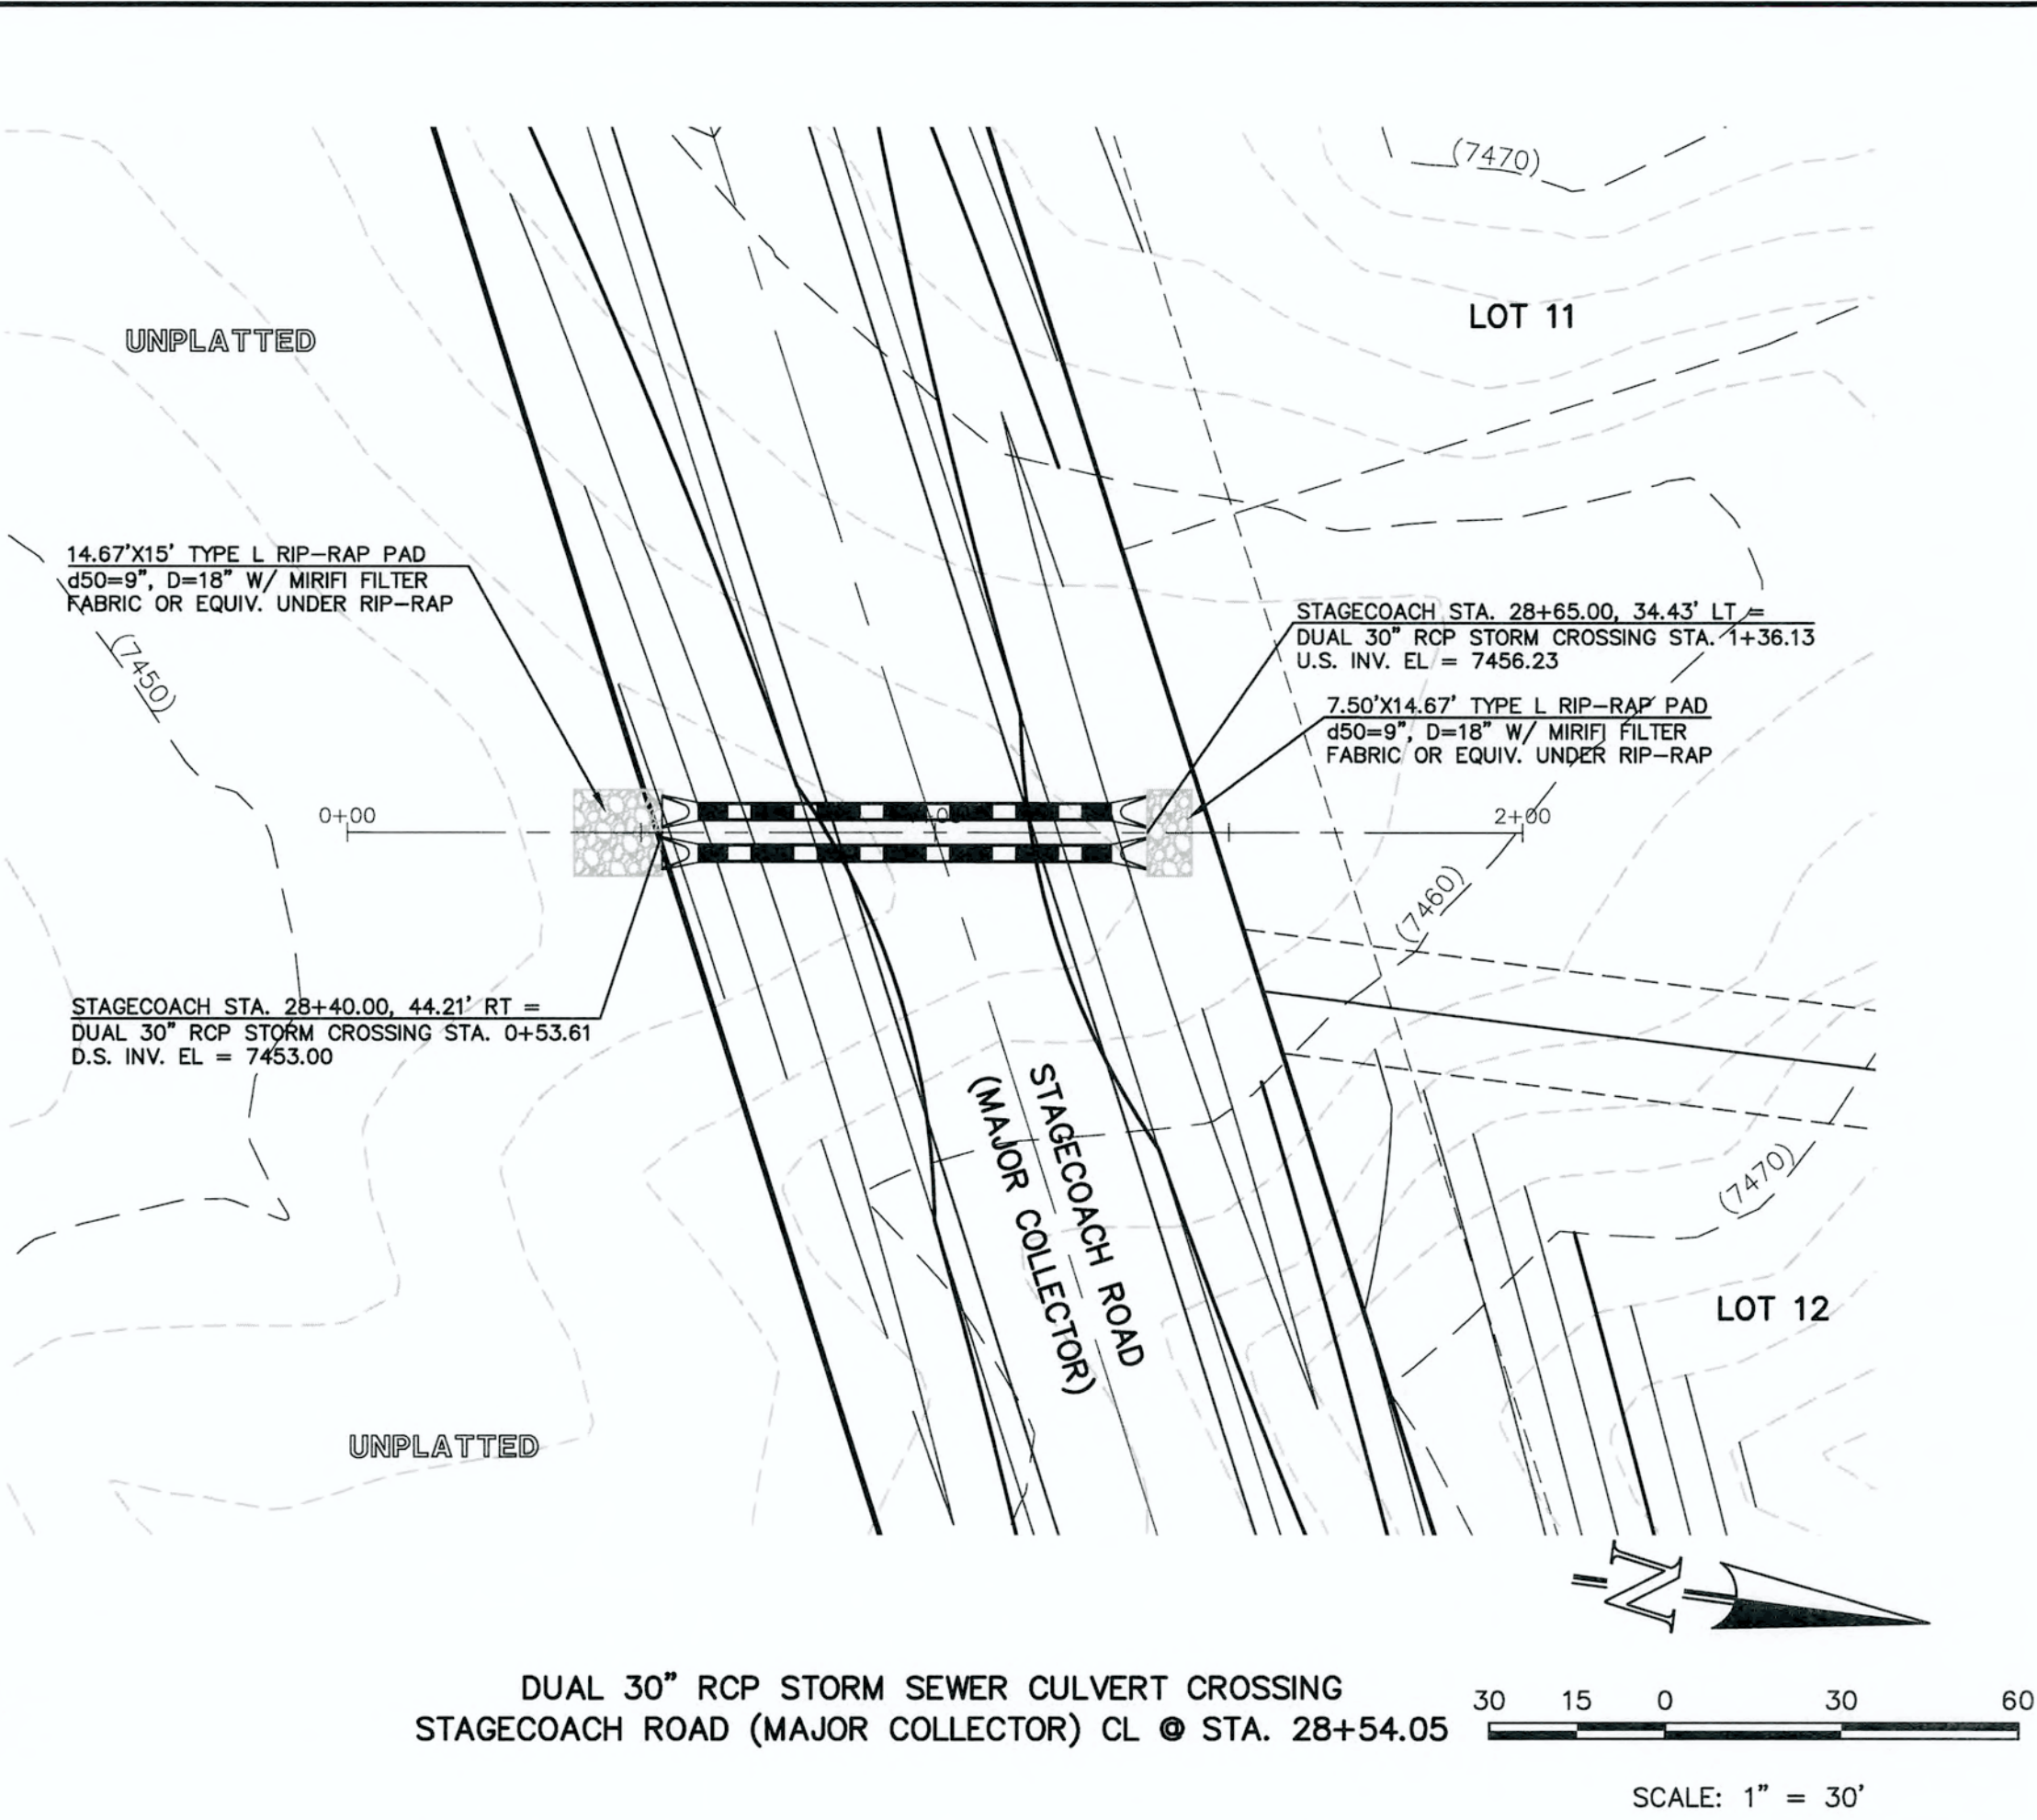 (7470)
LOT 11
UNPLATTED
14.67'X15' TYPE L RIP-RAP PAD
d50=9", D=18" W/ MIRIFI FILTER
FABRIC OR EQUIV. UNDER RIP-RAP
(7450)
STAGECOACH STA. 28+65.00, 34.43' LT =
DUAL 30" RCP STORM CROSSING STA. 1+36.13
U.S. INV. EL = 7456.23
7.50'X14.67' TYPE L RIP-RAP PAD
d50=9", D=18" W/ MIRIFI FILTER
FABRIC OR EQUIV. UNDER RIP-RAP
0+00
2+00
(7460)
STAGECOACH STA. 28+40.00, 44.21' RT =
DUAL 30" RCP STORM CROSSING STA. 0+53.61
D.S. INV. EL = 7453.00
STAGECOACH ROAD
(MAJOR COLLECTOR)
(7470)
LOT 12
UNPLATTED
N
DUAL 30" RCP STORM SEWER CULVERT CROSSING
STAGECOACH ROAD (MAJOR COLLECTOR) CL @ STA. 28+54.05
30 15 0 30 60
SCALE: 1" = 30'